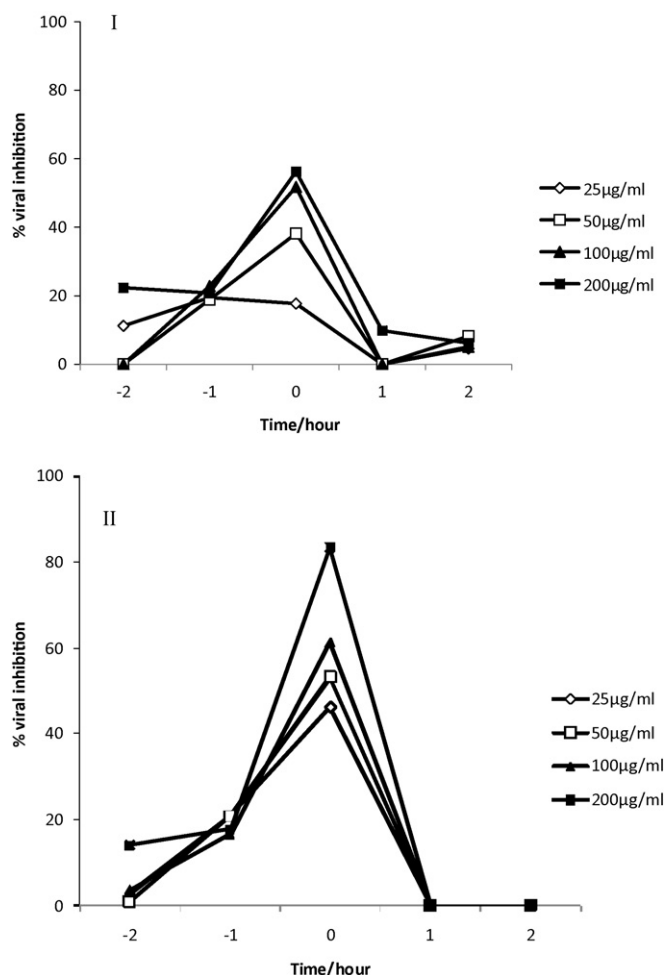 I
100
80
60
40
20
0
% viral inhibition
-2 -1 0 1 2
Time/hour
25µg/ml
50µg/ml
100µg/ml
200µg/ml
II
100
80
60
40
20
0
% viral inhibition
-2 -1 0 1 2
Time/hour
25µg/ml
50µg/ml
100µg/ml
200µg/ml